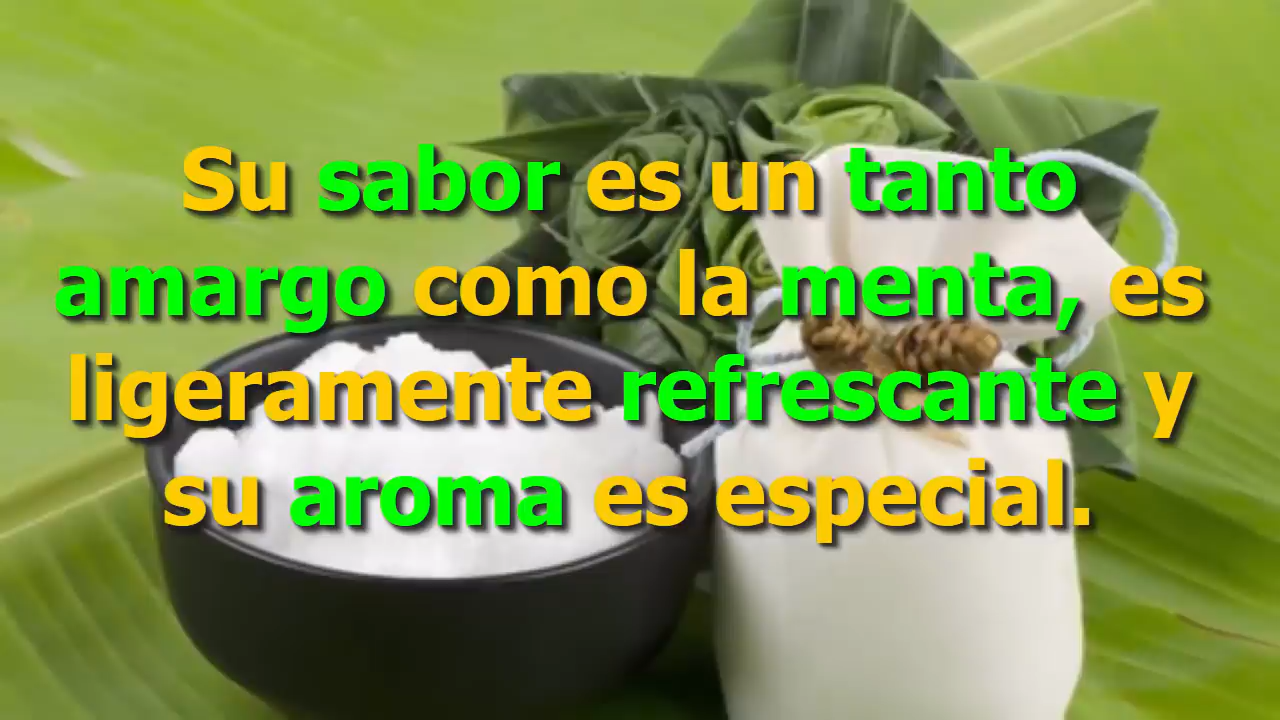 Su sabor es un tanto
amargo como la menta, es
ligeramente refrescante y
su aroma es especial.